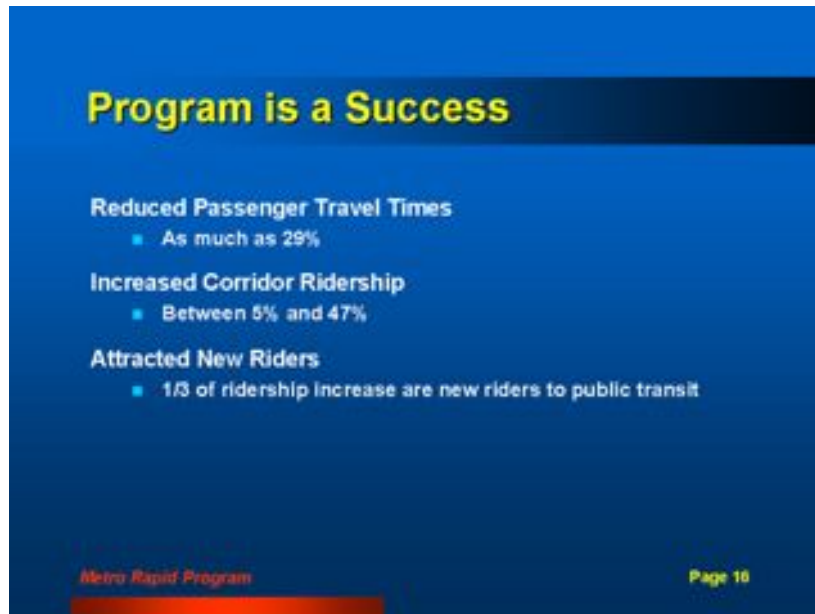 Program is a Success
Reduced Passenger Travel Times
As much as 29%
Increased Corridor Ridership
Between 5% and 47%
Attracted New Riders
1/3 of ridership increase are new riders to public transit
Metro Rapid Program
Page 16